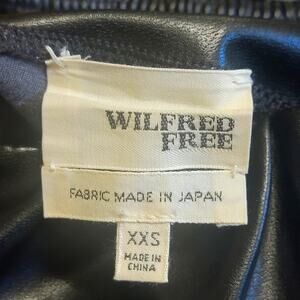 WILFRED
FREE
FABRIC MADE IN JAPAN
XXS
MADE IN
CHINA